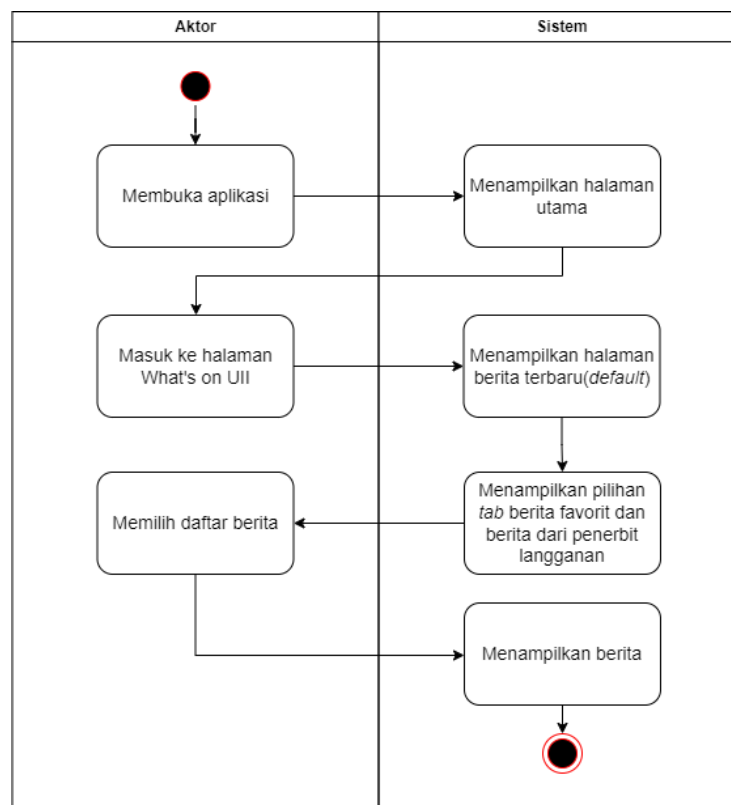 Aktor
Sistem
Membuka aplikasi
Menampilkan halaman
utama
Masuk ke halaman
What's on UII
Menampilkan halaman
berita terbaru(default)
Menampilkan pilihan
tab berita favorit dan
berita dari penerbit
langganan
Memilih daftar berita
Menampilkan berita